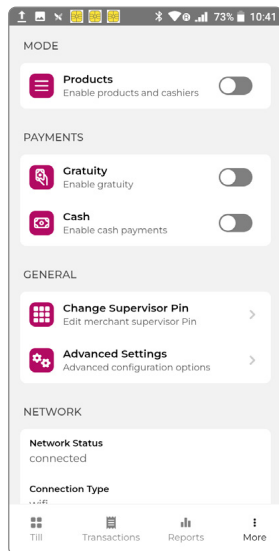 73% 10:41
MODE
Products
Enable products and cashiers
PAYMENTS
Gratuity
Enable gratuity
Cash
Enable cash payments
GENERAL
Change Supervisor Pin
Edit merchant supervisor Pin
Advanced Settings
Advanced configuration options
NETWORK
Network Status
connected
Connection Type
wifi
Till Transactions Reports More